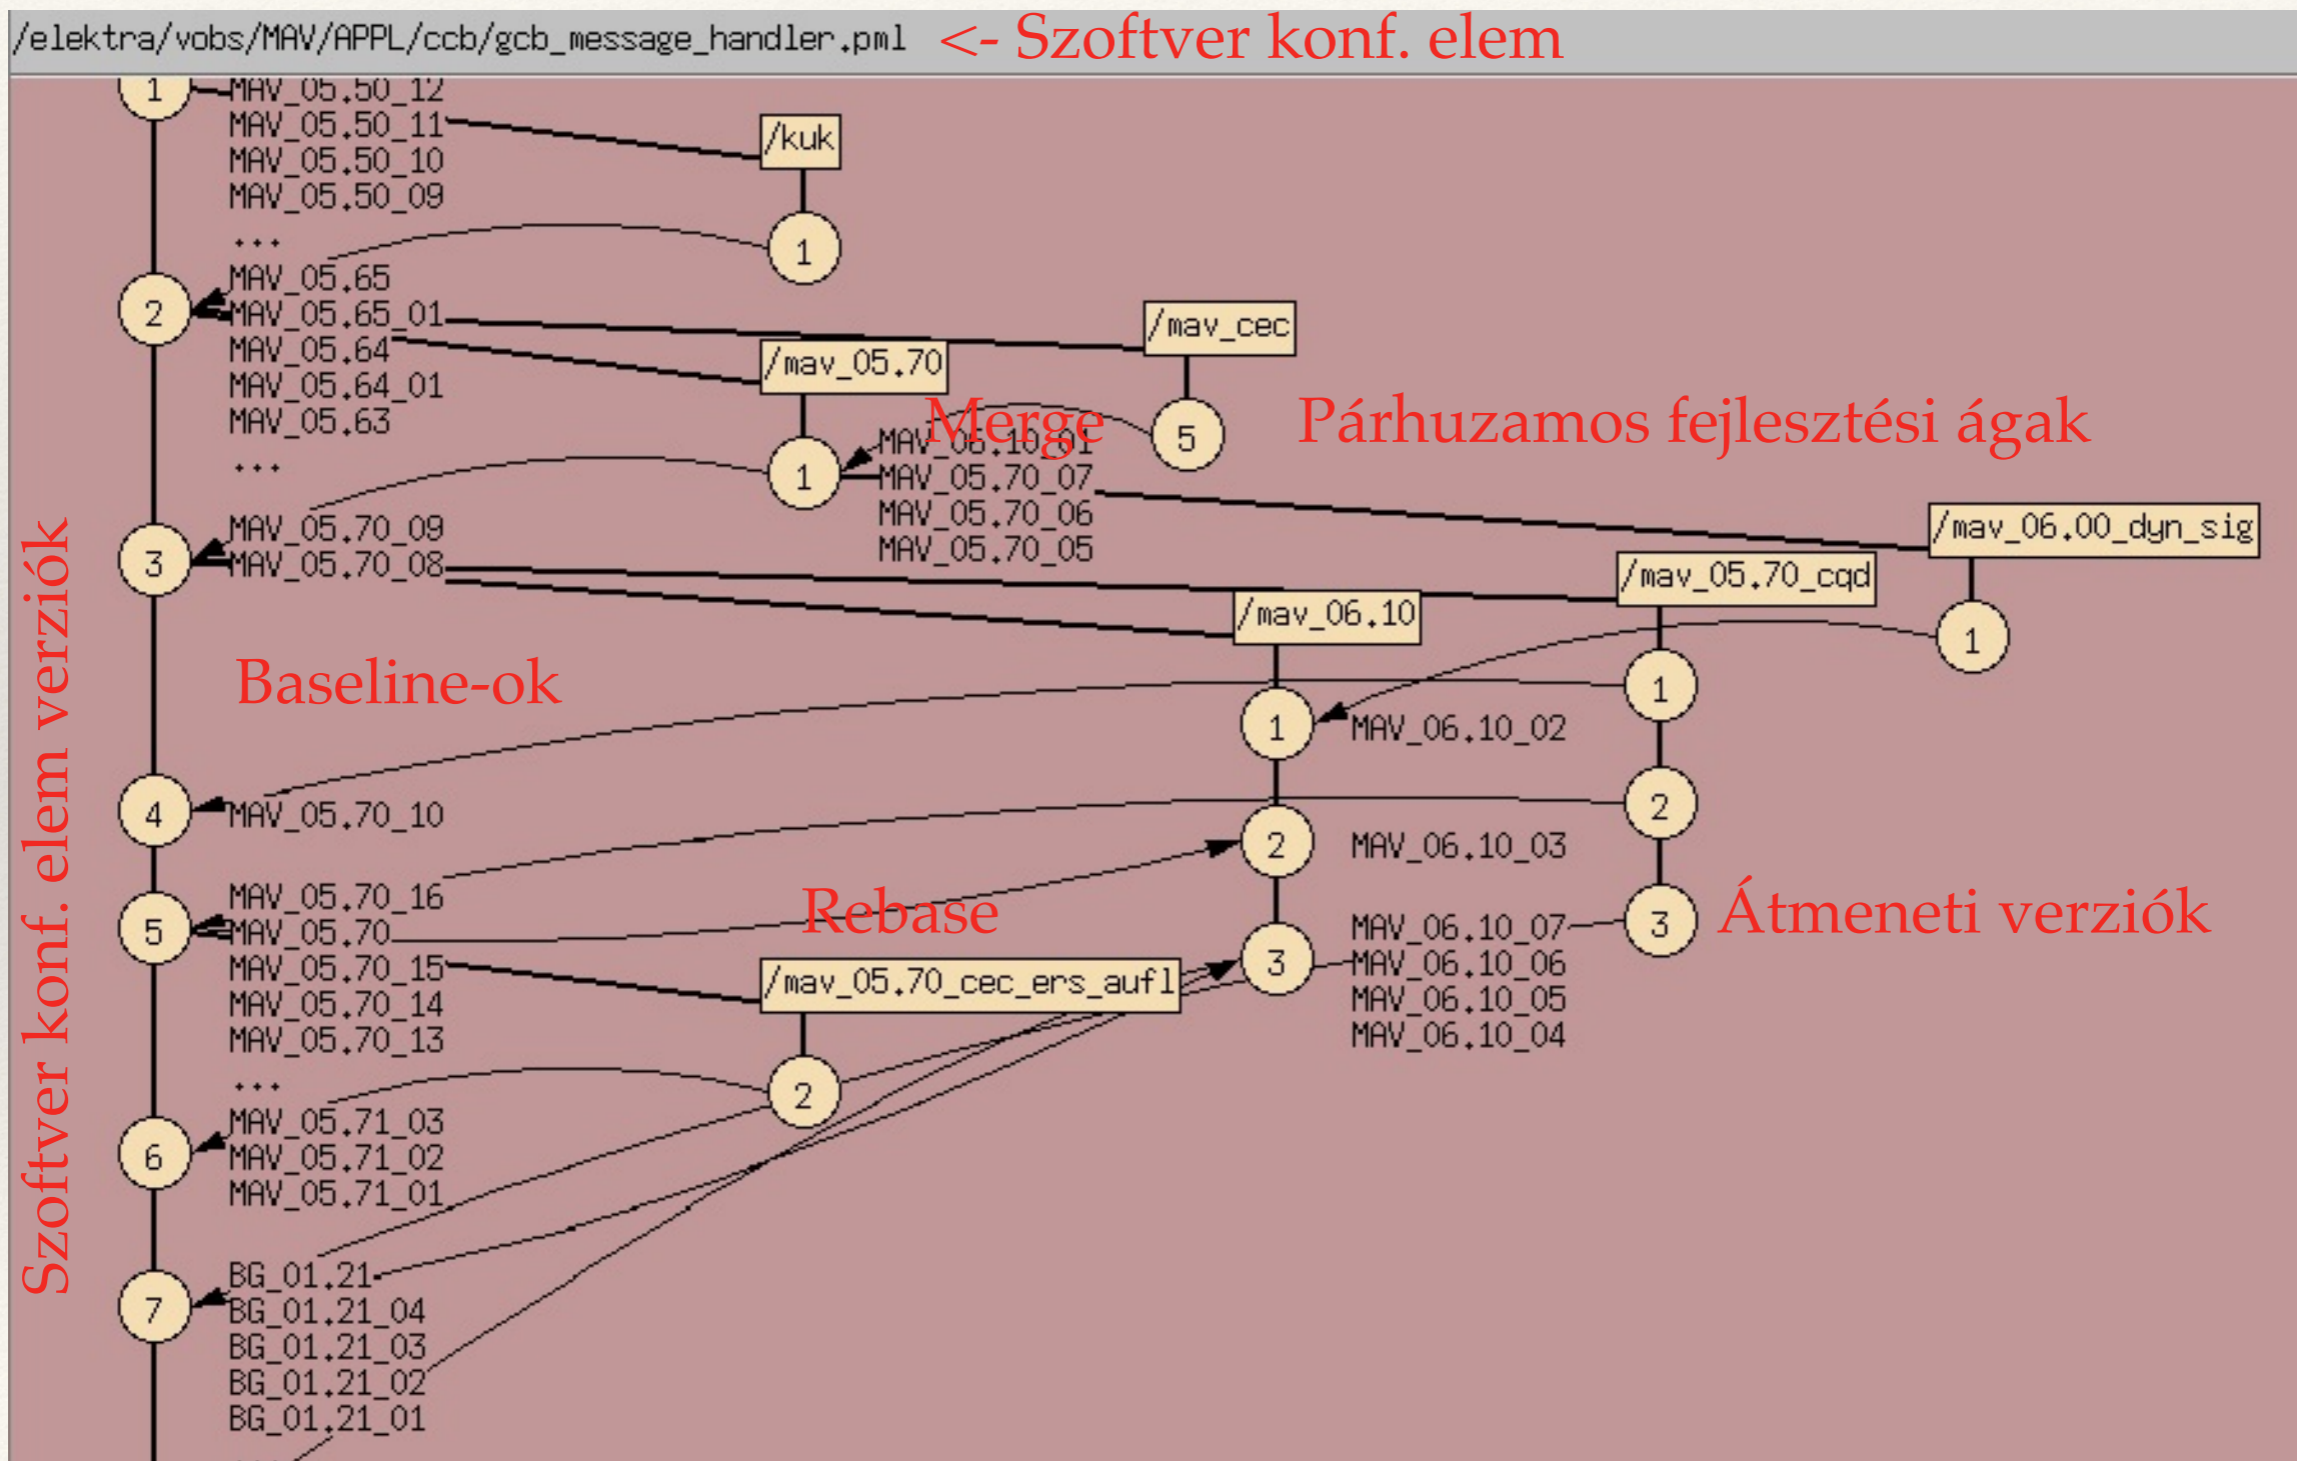 /elektra/vobs/MAV/APPL/ccb/gcb_message_handler.pml <- Szoftver konf. elem
1 MAV_05.50_12
MAV_05.50_11
/kuk
MAV_05.50_10
MAV_05.50_09
...
1
MAV_05.65
2 MAV_05.65_01
/mav_cec
MAV_05.64
/mav_05.70
MAV_05.64_01
MAV_05.63
...
Merge
Párhuzamos fejlesztési ágak
5
MAV_06.10_01
1 MAV_05.70_07
MAV_05.70_06
MAV_05.70_05
/mav_06.00_dyn_sig
MAV_05.70_09
3 MAV_05.70_08
/mav_05.70_cqd
/mav_06.10
1
Szoftver konf. elem verziók
Baseline-ok
1
1 MAV_06.10_02
4 MAV_05.70_10
2
2 MAV_06.10_03
MAV_05.70_16
5 MAV_05.70
Rebase
MAV_05.70_15
MAV_05.70_14
MAV_05.70_13
...
/mav_05.70_cec_ers_aufl
2
3 Átmeneti verziók
MAV_06.10_07
3 MAV_06.10_06
MAV_06.10_05
MAV_06.10_04
MAV_05.71_03
6 MAV_05.71_02
MAV_05.71_01
BG_01.21
7 BG_01.21_04
BG_01.21_03
BG_01.21_02
BG_01.21_01